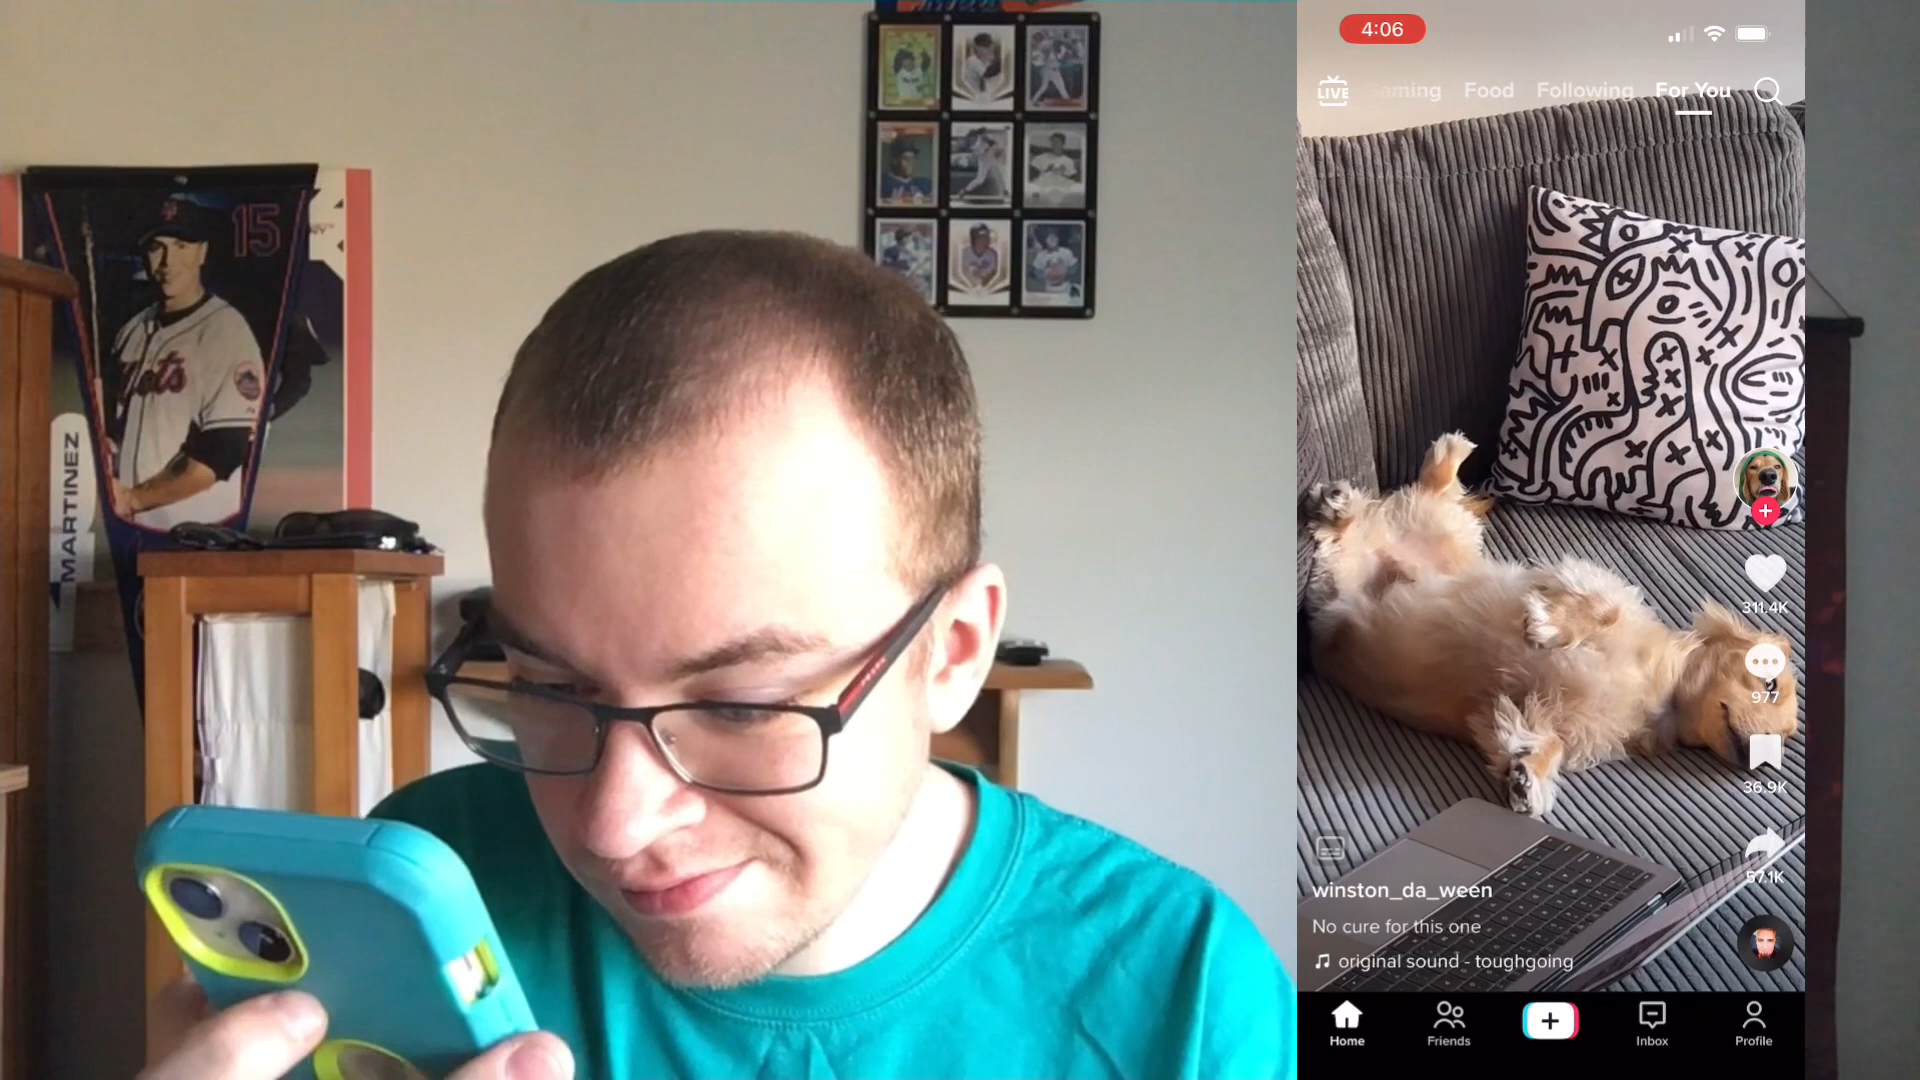 15
Mets
MARTINEZ
4:06
LIVE
aming
Food
Following
For You
311.4K
977
36.9K
57.1K
winston_da_ween
No cure for this one
original sound - toughgoing
Home
Friends
Inbox
Profile